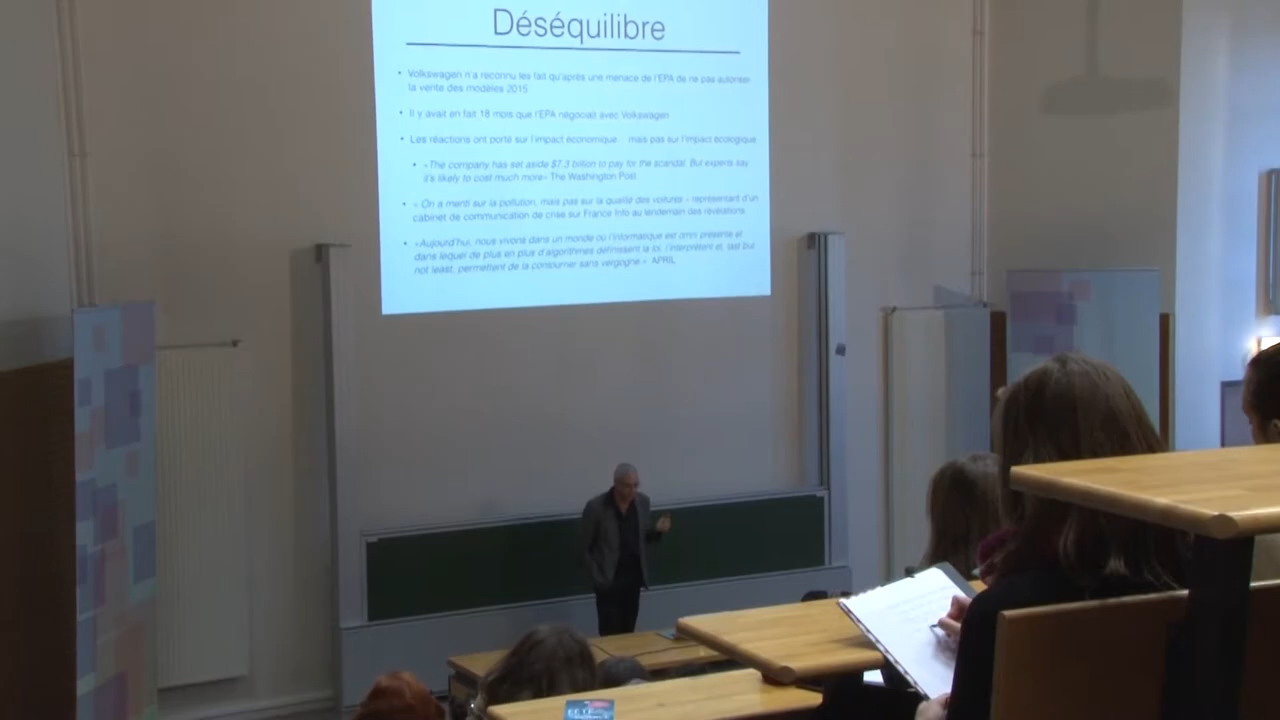 Déséquilibre
• Volkswagen n'a reconnu les fait qu'après une menace de l'EPA de ne pas autoriser
la vente des modèles 2015
• Il y avait en fait 18 mois que l'EPA négociait avec Volkswagen
• Les réactions ont porté sur l'impact économique... mais pas sur l'impact écologique
• «The company has set aside $7.3 billion to pay for the scandal. But experts say
it's likely to cost much more» The Washington Post
• « On a menti sur la pollution, mais pas sur la qualité des voitures » représentant d'un
cabinet de communication de crise sur France Info au lendemain des révélations
• «Aujourd'hui, nous vivons dans un monde où l'informatique est omni présente et
dans lequel de plus en plus d'algorithmes définissent la loi, l'interprètent et, last but
not least, permettent de la contourner sans vergogne.» APRIL